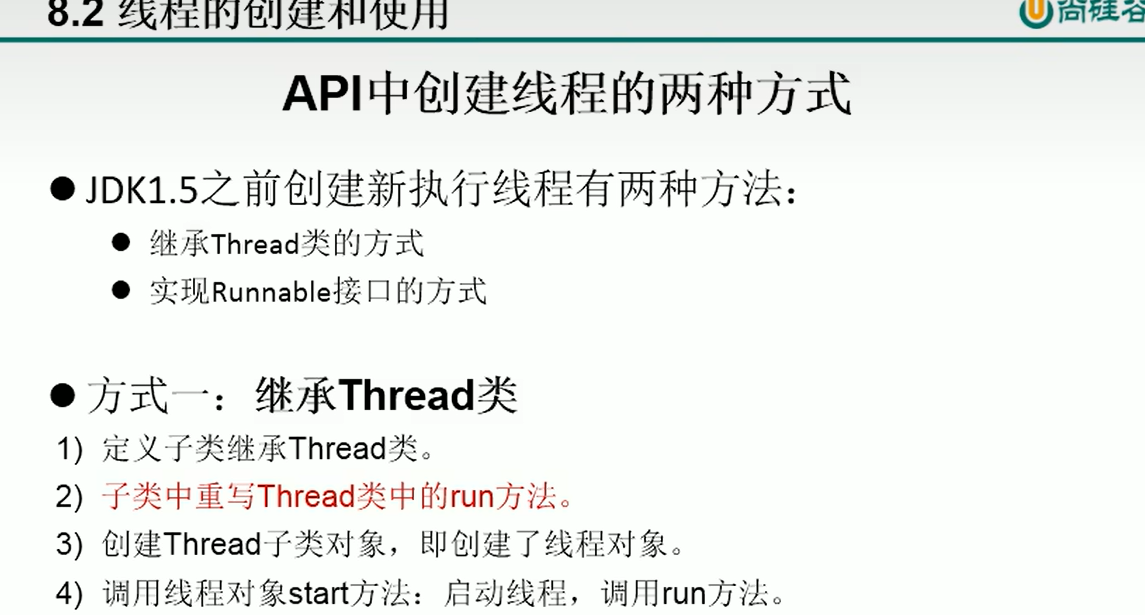 8.2 线程的创建和使用
尚硅谷
API中创建线程的两种方式
● JDK1.5之前创建新执行线程有两种方法：
● 继承Thread类的方式
● 实现Runnable接口的方式
● 方式一：继承Thread类
1) 定义子类继承Thread类。
2) 子类中重写Thread类中的run方法。
3) 创建Thread子类对象，即创建了线程对象。
4) 调用线程对象start方法：启动线程，调用run方法。